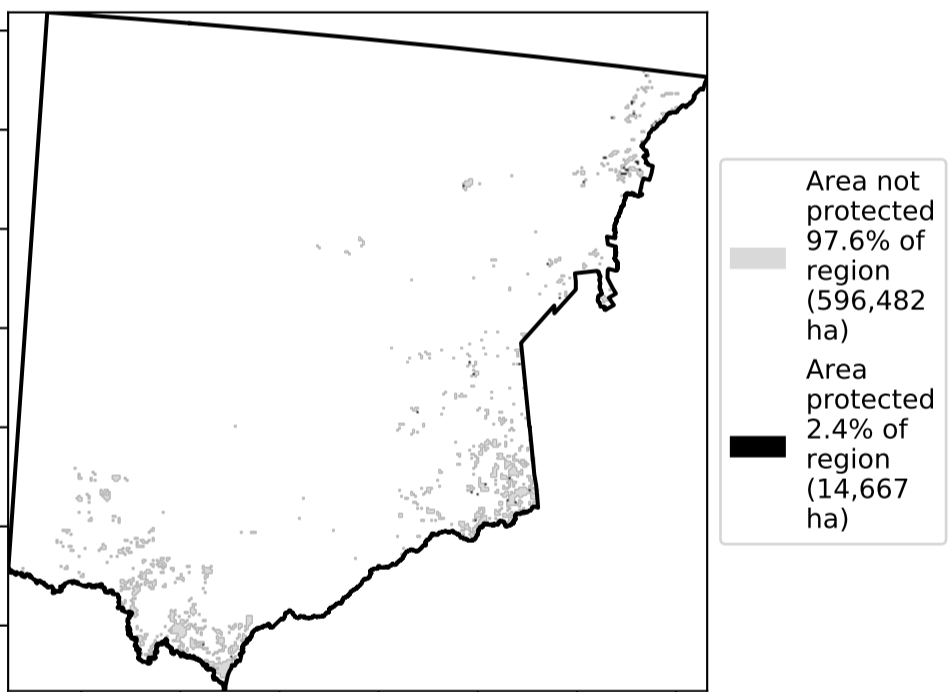 Area not
protected
97.6% of
region
(596,482
ha)
Area
protected
2.4% of
region
(14,667
ha)